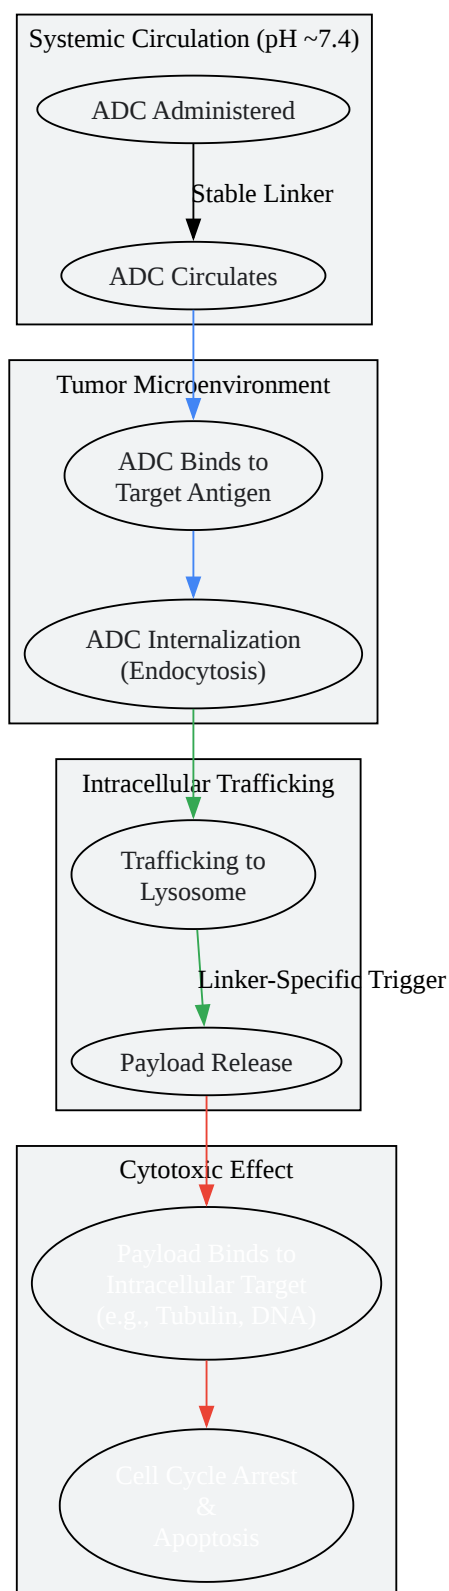 Systemic Circulation (pH ~7.4)
ADC Administered
Stable Linker
ADC Circulates
Tumor Microenvironment
ADC Binds to
Target Antigen
ADC Internalization
(Endocytosis)
Intracellular Trafficking
Trafficking to
Lysosome
Linker-Specific Trigger
Payload Release
Cytotoxic Effect
Payload Binds to
Intracellular Target
(e.g., Tubulin, DNA)
Cell Cycle Arrest
&
Apoptosis